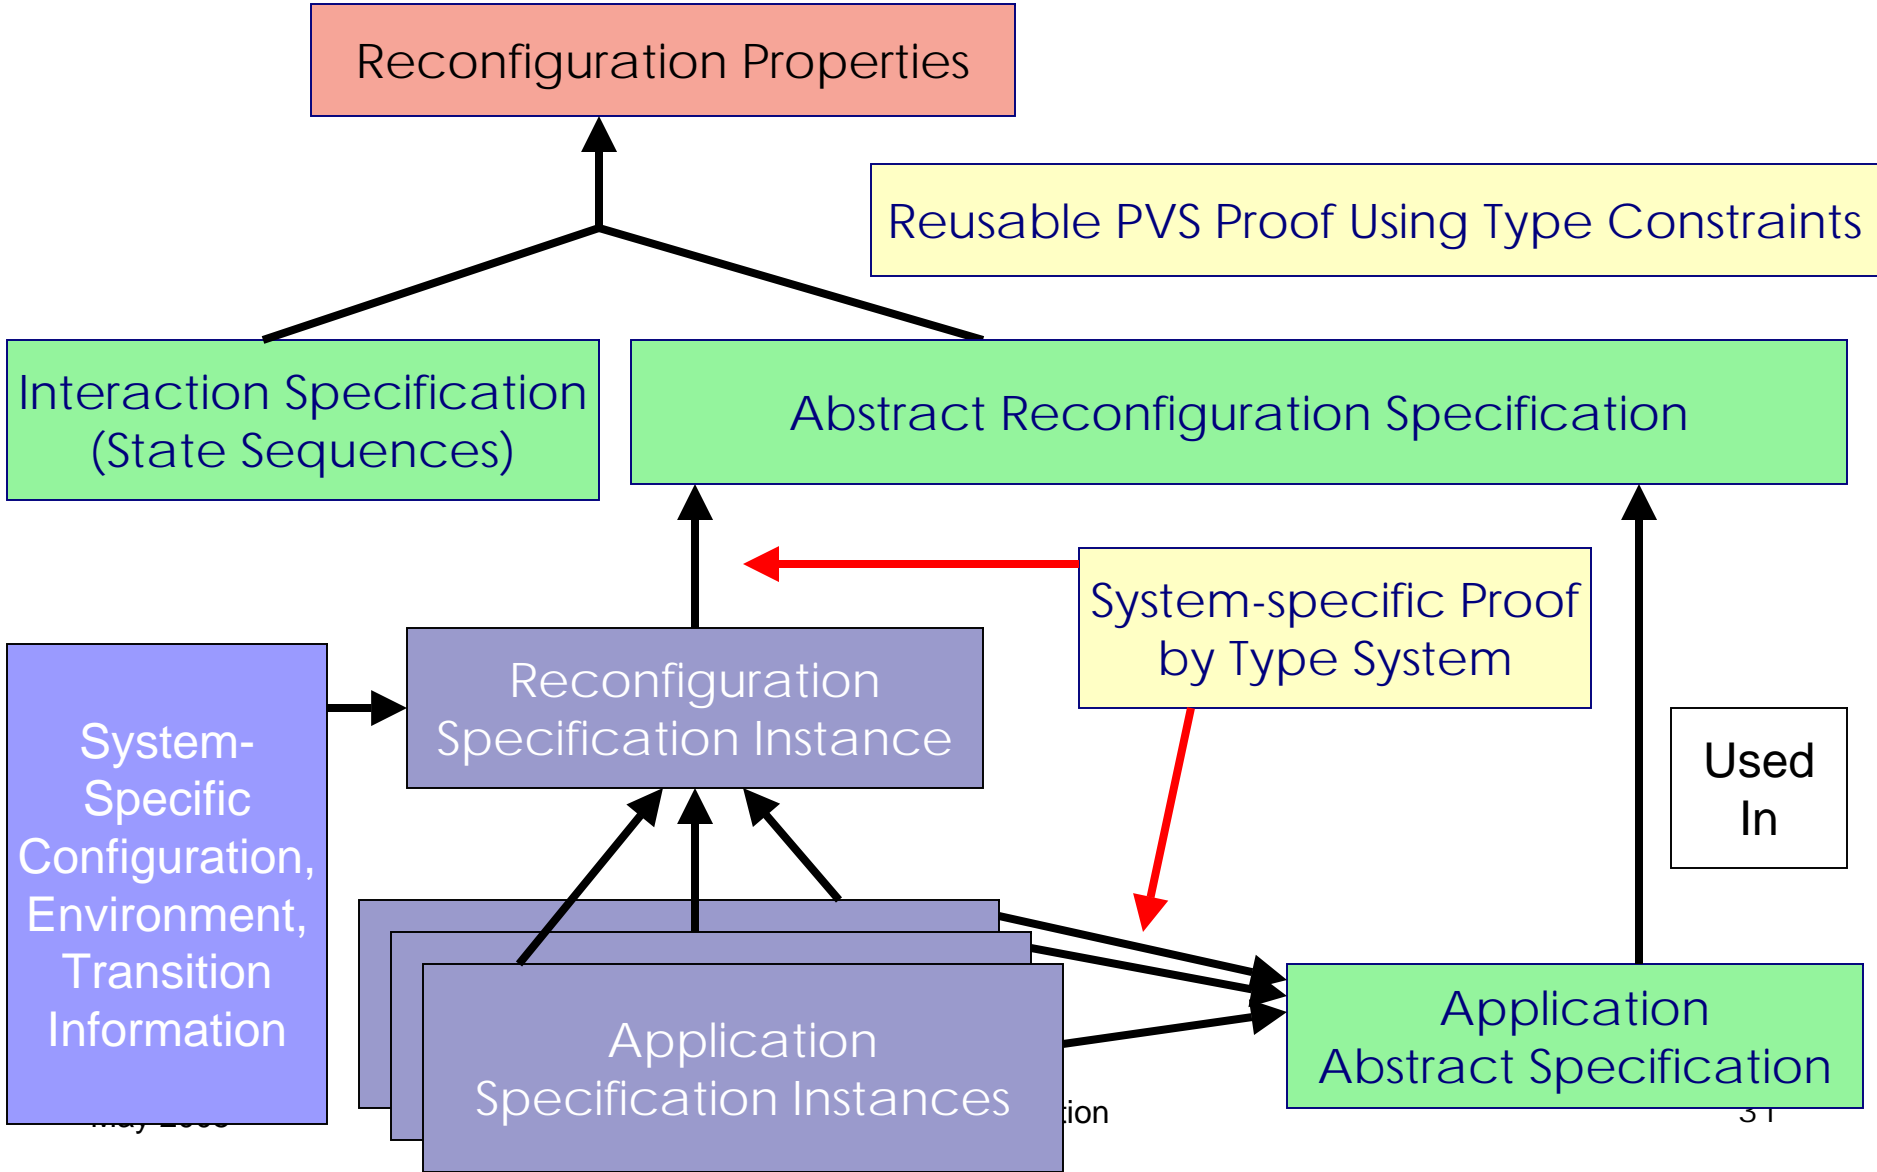 Reconfiguration Properties
Reusable PVS Proof Using Type Constraints
Interaction Specification
(State Sequences)
Abstract Reconfiguration Specification
System-specific Proof
by Type System
Reconfiguration
Specification Instance
System-
Specific
Configuration,
Environment,
Transition
Information
Used
In
Application
Specification Instances
Application
Abstract Specification
31